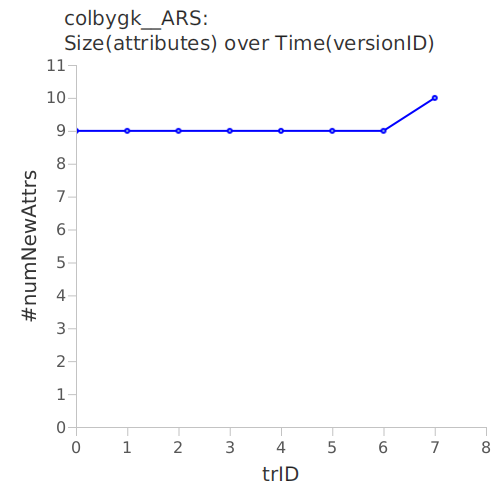 colbygk__ARS:
Size(attributes) over Time(versionID)
11
10
9
8
7
6
5
4
3
2
1
0
#numNewAttrs
0 1 2 3 4 5 6 7 8
trID